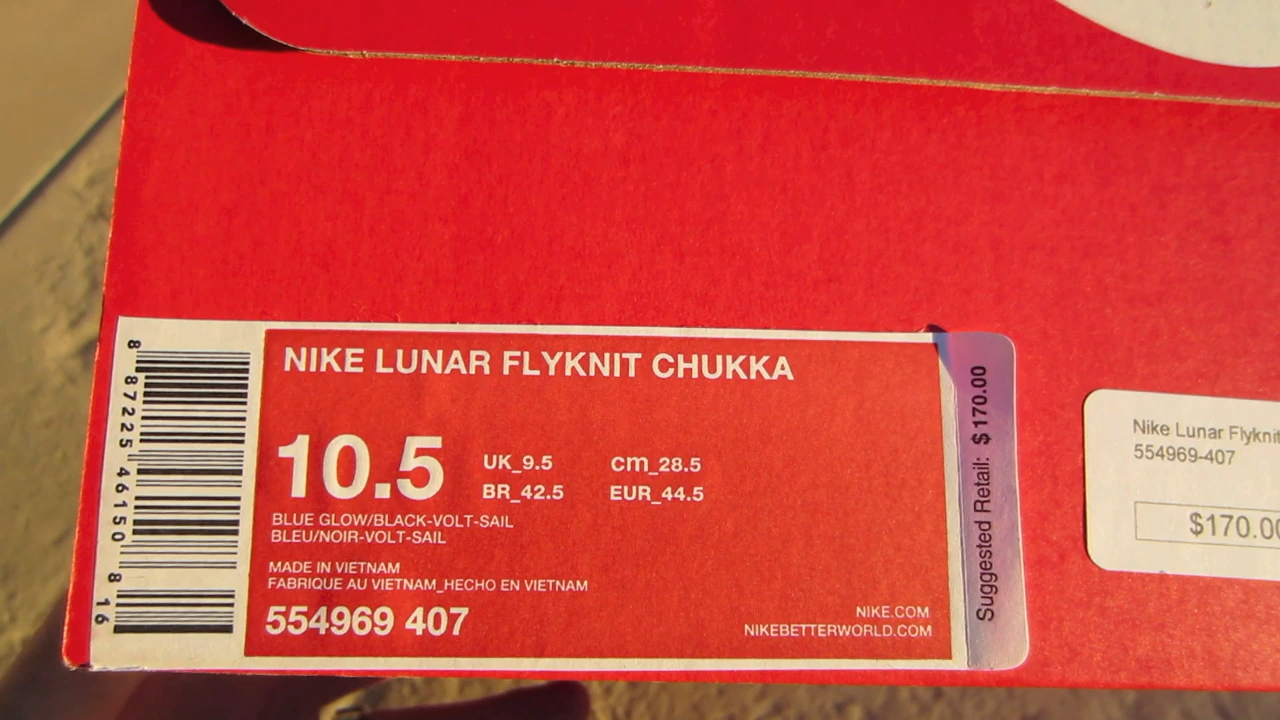 NIKE LUNAR FLYKNIT CHUKKA
10.5
UK_9.5 cm_28.5
BR_42.5 EUR_44.5
BLUE GLOW/BLACK-VOLT-SAIL
BLEU/NOIR-VOLT-SAIL
MADE IN VIETNAM
FABRIQUE AU VIETNAM_HECHO EN VIETNAM
554969 407
NIKE.COM
NIKEBETTERWORLD.COM
8 87225 46150 8 16
Suggested Retail: $170.00
Nike Lunar Flyknit
554969-407
$170.00